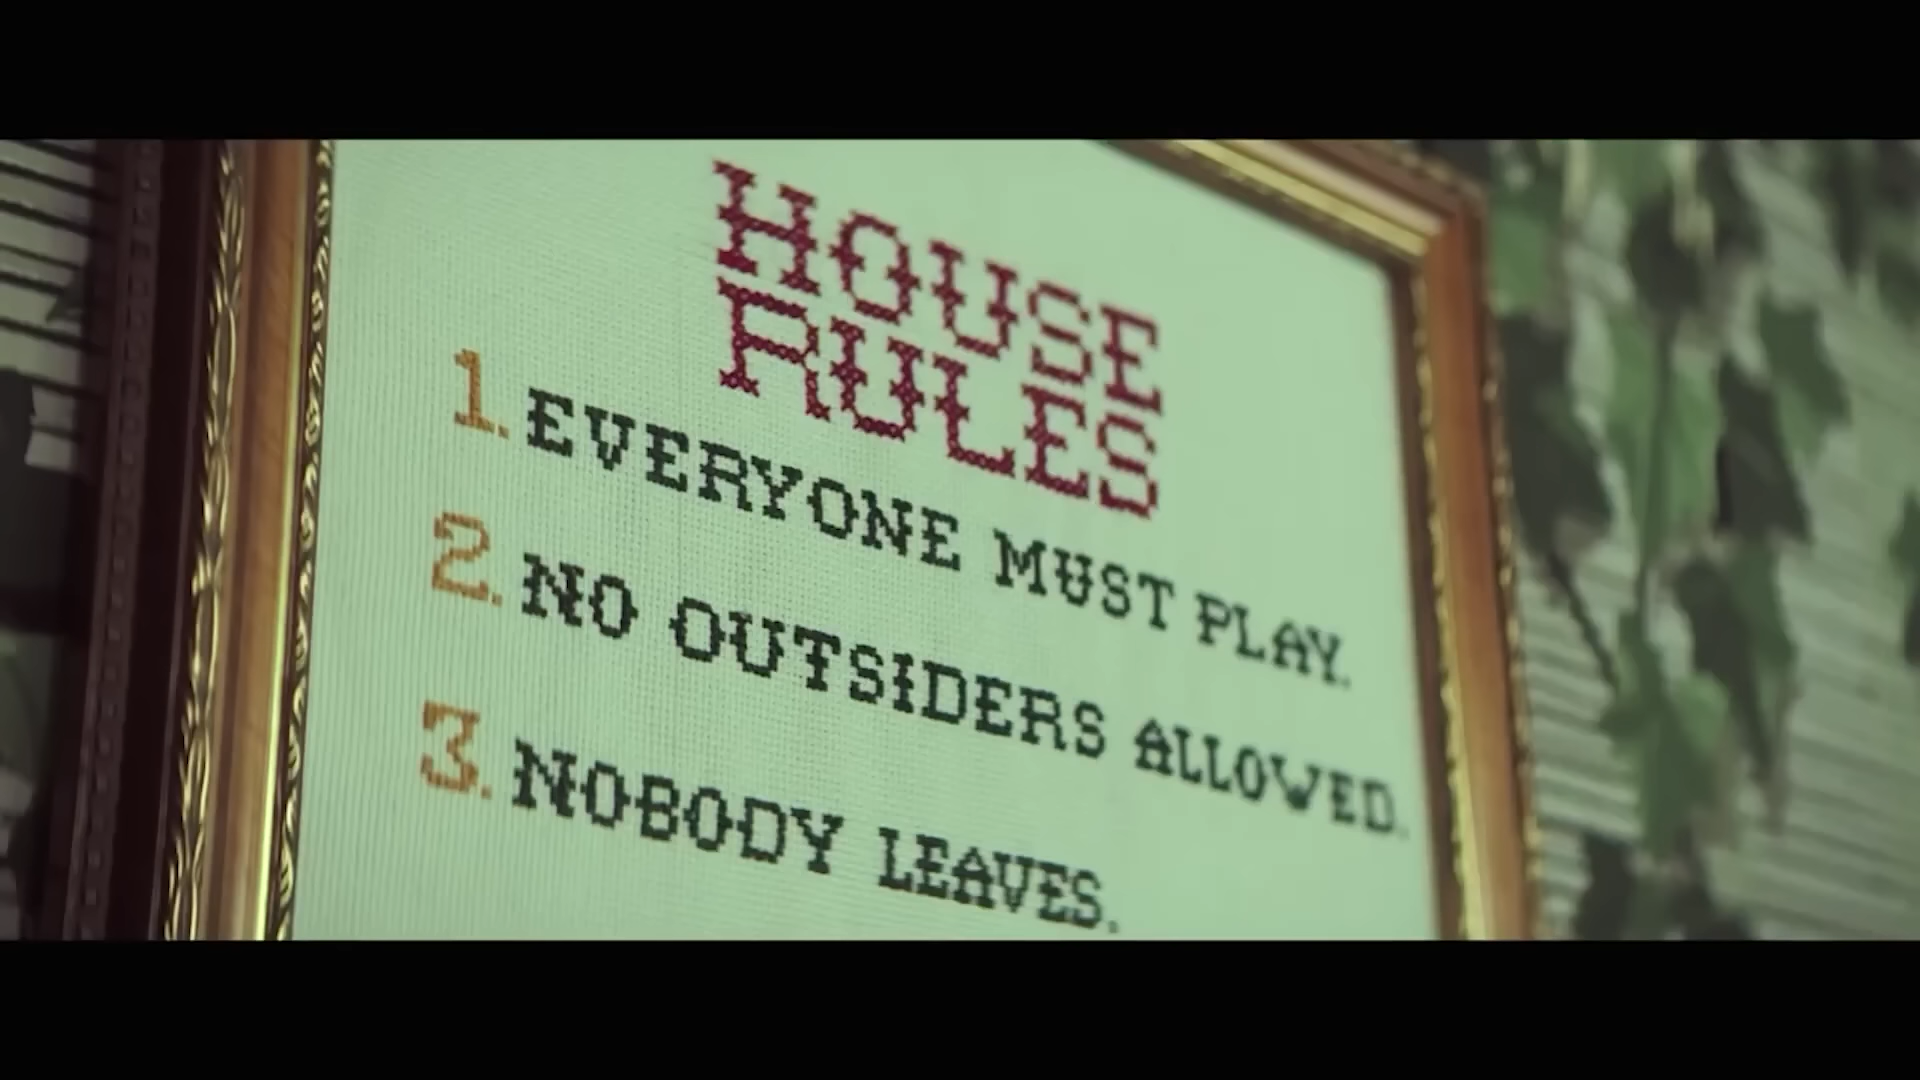 HOUSE
RULES
1. EVERYONE MUST PLAY.
2. NO OUTSIDERS ALLOWED.
3. NOBODY LEAVES.